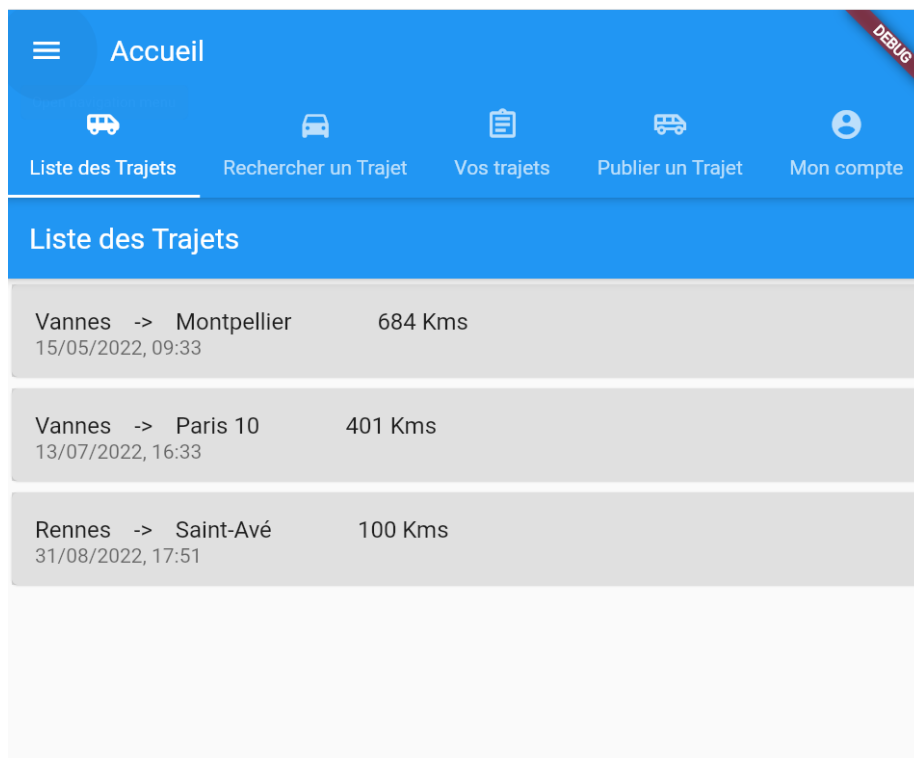 Accueil
DEBUG
Liste des Trajets
Rechercher un Trajet
Vos trajets
Publier un Trajet
Mon compte
Liste des Trajets
Vannes -> Montpellier 684 Kms
15/05/2022, 09:33
Vannes -> Paris 10 401 Kms
13/07/2022, 16:33
Rennes -> Saint-Avé 100 Kms
31/08/2022, 17:51